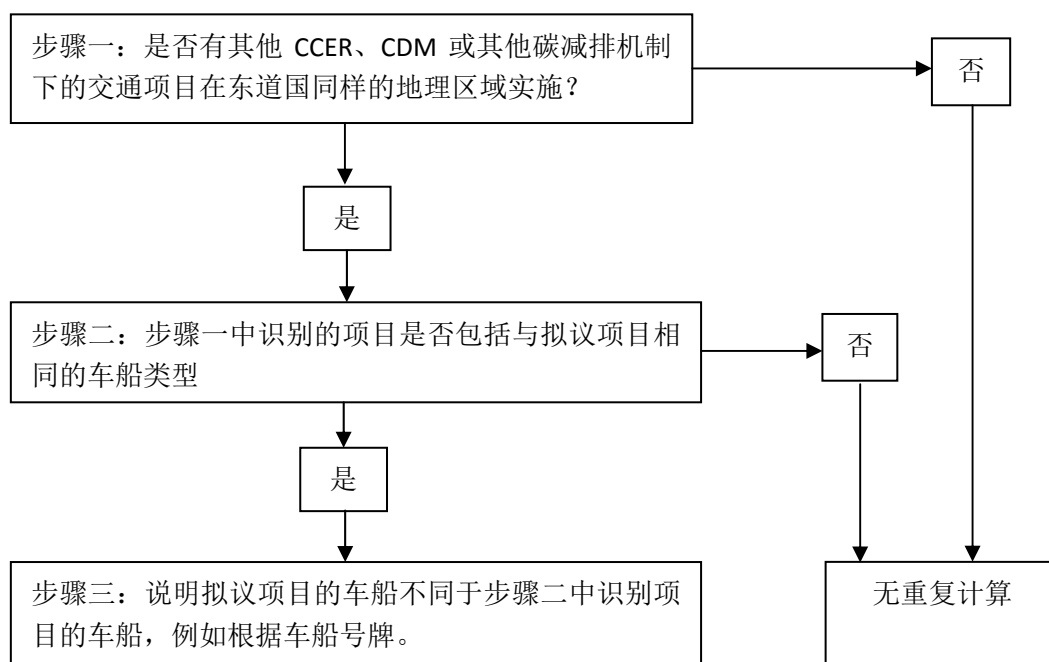 步骤一：是否有其他 CCER、CDM 或其他碳减排机制
下的交通项目在东道国同样的地理区域实施？
否
是
步骤二：步骤一中识别的项目是否包括与拟议项目相
同的车船类型
否
是
步骤三：说明拟议项目的车船不同于步骤二中识别项
目的车船，例如根据车船号牌。
无重复计算